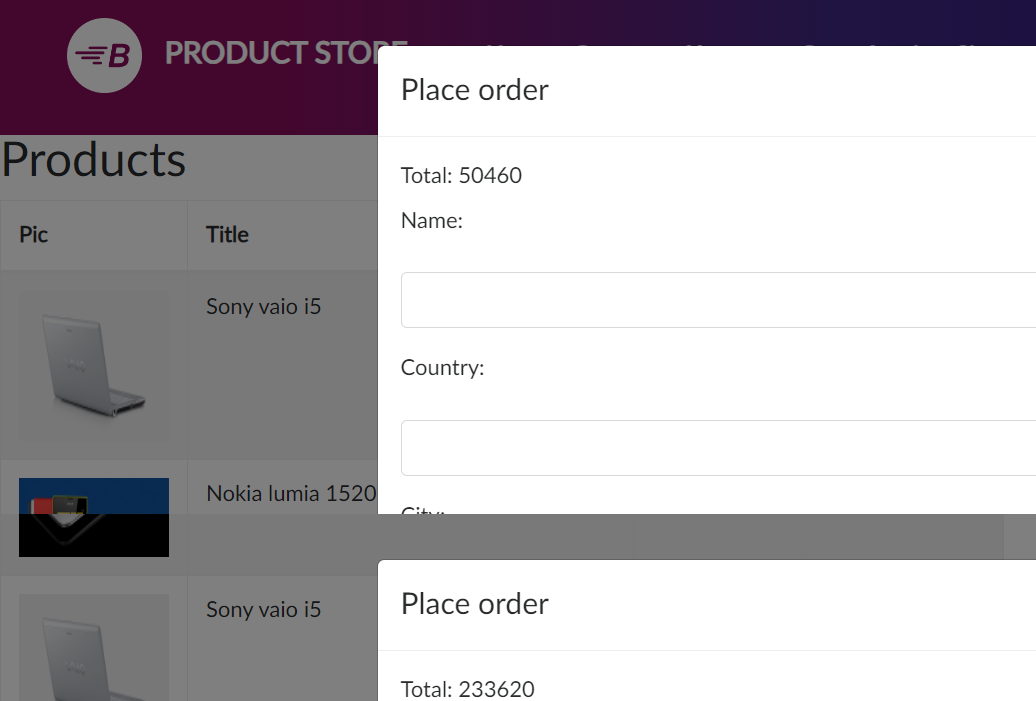 B PRODUCT STORE
Place order
Products
Total: 50460
Name:
Pic
Title
Sony vaio i5
Country:
Nokia lumia 1520
City:
Place order
Sony vaio i5
Total: 233620